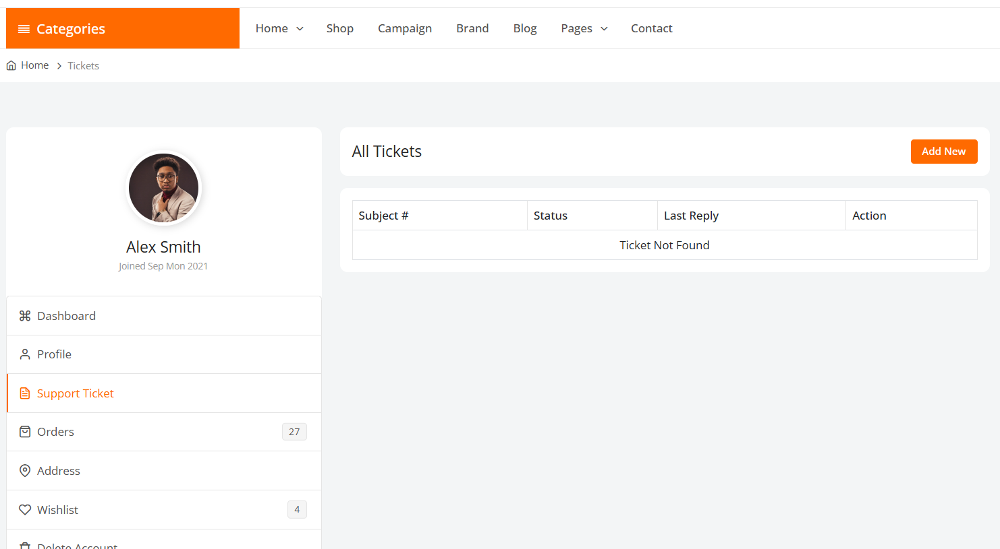 Categories
Home
Shop
Campaign
Brand
Blog
Pages
Contact
Home
Tickets
Alex Smith
Joined Sep Mon 2021
Dashboard
Profile
Support Ticket
Orders 27
Address
Wishlist 4
Delete Account
All Tickets
Add New
Subject # Status Last Reply Action
Ticket Not Found